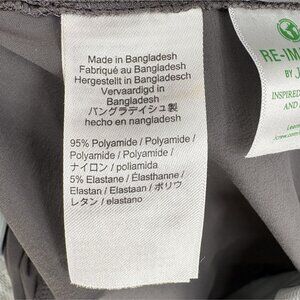 Made in Bangladesh
Fabriqué au Bangladesh
Hergestellt in Bangladesch
Vervaardigd in
Bangladesh
バングラデイシュ製
hecho en nangladesh
95% Polyamide / Polyamide /
Polyamide / Polyamide /
ナイロン / poliamida
5% Elastane / Élasthanne /
Elastan / Elastaan / ポリウ
レタン / elastano
RE-IM
BY J
INSPIRED
AND
Learn